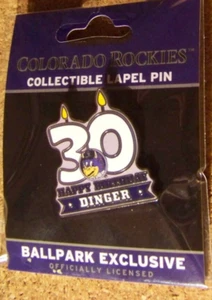 COLORADO ROCKIES
COLLECTIBLE LAPEL PIN
30
HAPPY BIRTHDAY
DINGER
BALLPARK EXCLUSIVE
OFFICIALLY LICENSED